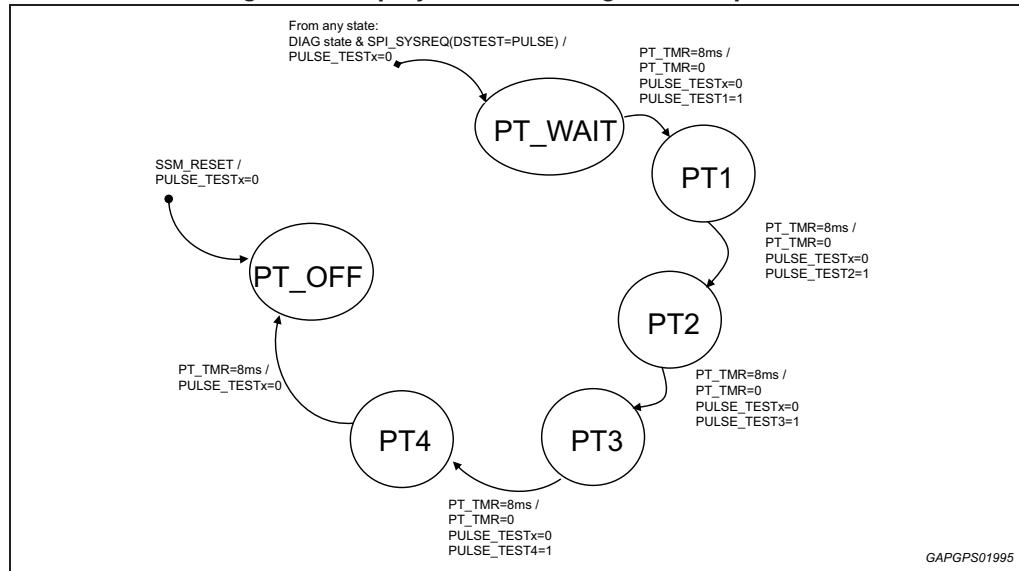 From any state:
DIAG state & SPI_SYSREQ(DSTEST=PULSE) /
PULSE_TESTx=0
PT_TMR=8ms /
PT_TMR=0
PULSE_TESTx=0
PULSE_TEST1=1
PT_WAIT
SSM_RESET /
PULSE_TESTx=0
PT1
PT_TMR=8ms /
PT_TMR=0
PULSE_TESTx=0
PULSE_TEST2=1
PT_OFF
PT2
PT_TMR=8ms /
PULSE_TESTx=0
PT_TMR=8ms /
PT_TMR=0
PULSE_TESTx=0
PULSE_TEST3=1
PT4
PT3
PT_TMR=8ms /
PT_TMR=0
PULSE_TESTx=0
PULSE_TEST4=1
GAPGPS01995